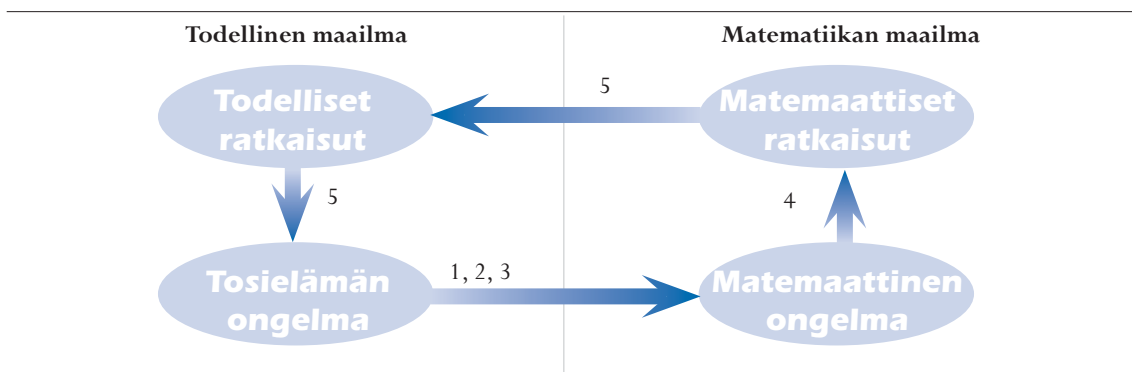 Todellinen maailma
Matematiikan maailma
Todelliset
ratkaisut
5
Matemaattiset
ratkaisut
5
4
Tosielämän
ongelma
1, 2, 3
Matemaattinen
ongelma